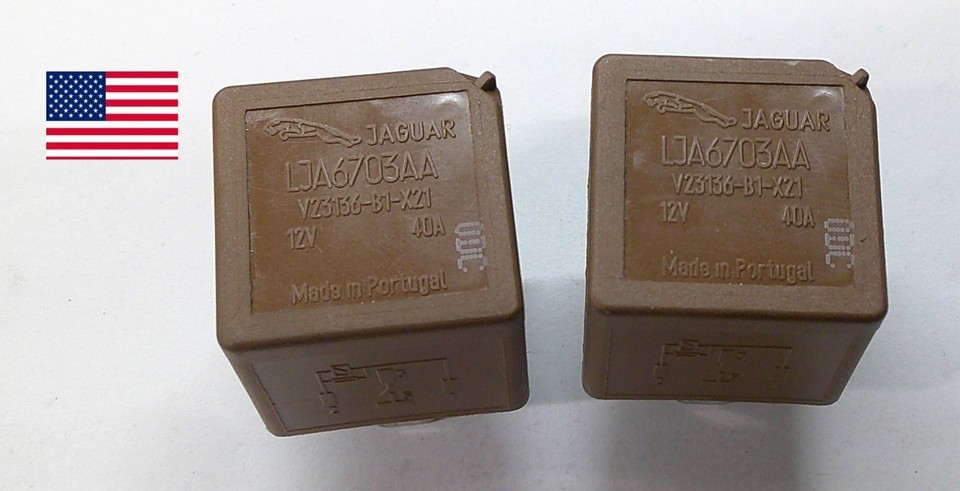 JAGUAR
LJA6703AA
V23136-B1-X21
12V 40A
Made in Portugal
JAGUAR
LJA6703AA
V23136-B1-X21
12V 40A
Made in Portugal